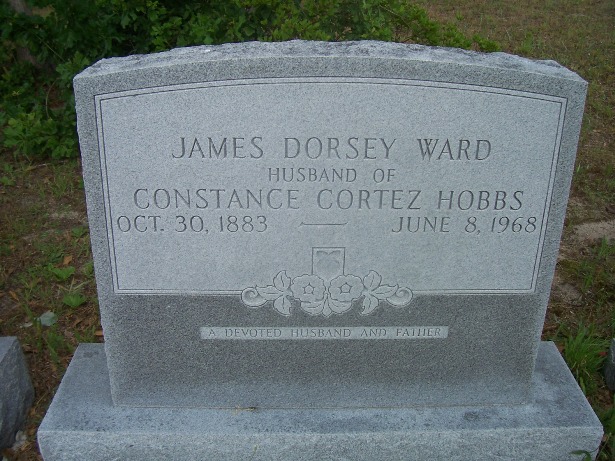 JAMES DORSEY WARD
HUSBAND OF
CONSTANCE CORTEZ HOBBS
OCT. 30, 1883 — JUNE 8, 1968
A DEVOTED HUSBAND AND FATHER